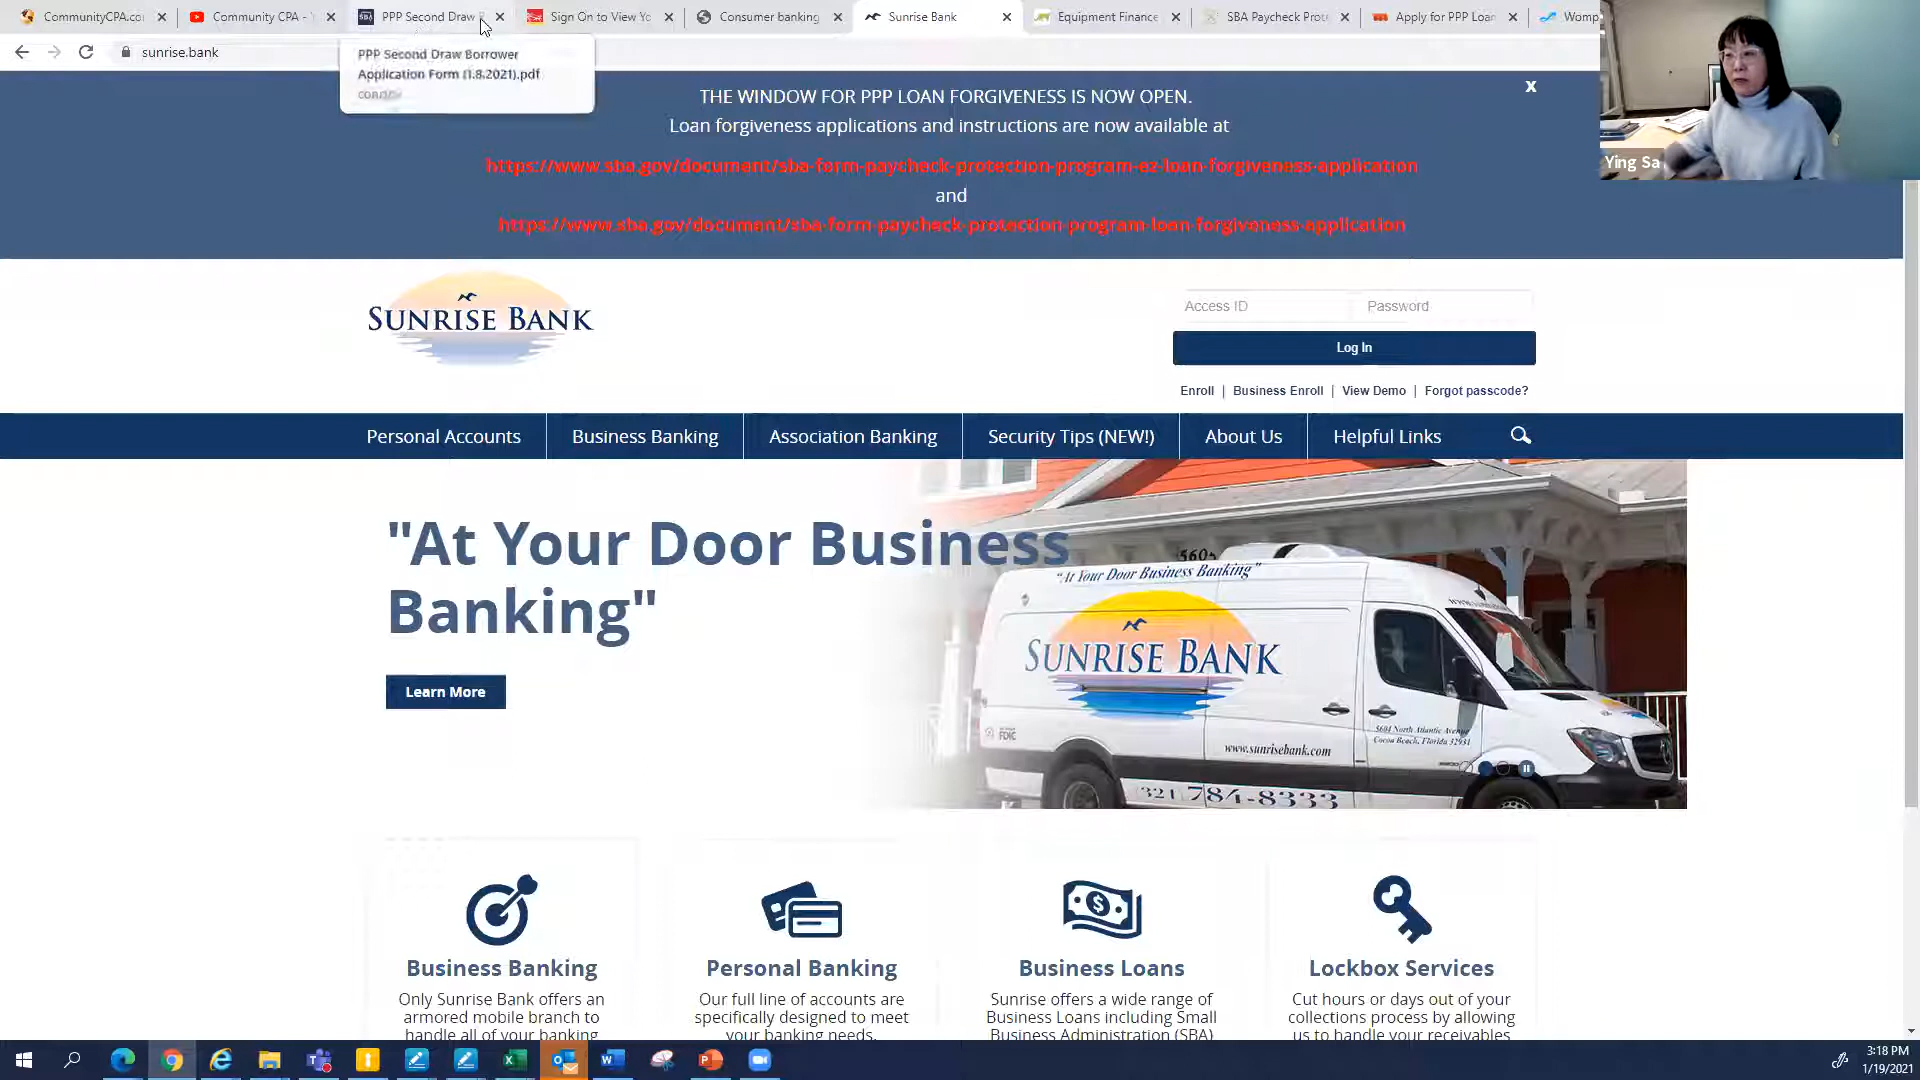 CommunityCPA.co
Community CPA -
PPP Second Draw
Sign On to View Yo
Consumer banking
Sunrise Bank
Equipment Finance
SBA Paycheck Prot
Apply for PPP Loan
Womp
sunrise.bank
PPP Second Draw Borrower
Application Form (1.8.2021).pdf
THE WINDOW FOR PPP LOAN FORGIVENESS IS NOW OPEN.
X
Loan forgiveness applications and instructions are now available at
https://www.sba.gov/document/sba-form-paycheck-protection-program-ez-loan-forgiveness-application
and
https://www.sba.gov/document/sba-form-paycheck-protection-program-loan-forgiveness-application
Ying Sa
SUNRISE BANK
Access ID
Password
Log In
Enroll | Business Enroll | View Demo | Forgot passcode?
Personal Accounts
Business Banking
Association Banking
Security Tips (NEW!)
About Us
Helpful Links
"At Your Door Business
Banking"
Learn More
5605
"At Your Door Business Banking"
SUNRISE BANK
FDIC
www.sunrisebank.com
5604 North Atlantic Avenue
Cocoa Beach, Florida 32931
321 784-8333
Business Banking
Only Sunrise Bank offers an
armored mobile branch to
handle all of your banking
Personal Banking
Our full line of accounts are
specifically designed to meet
your banking needs.
Business Loans
Sunrise offers a wide range of
Business Loans including Small
Business Administration (SBA)
Lockbox Services
Cut hours or days out of your
collections process by allowing
us to handle your receivables
3:18 PM
1/19/2021